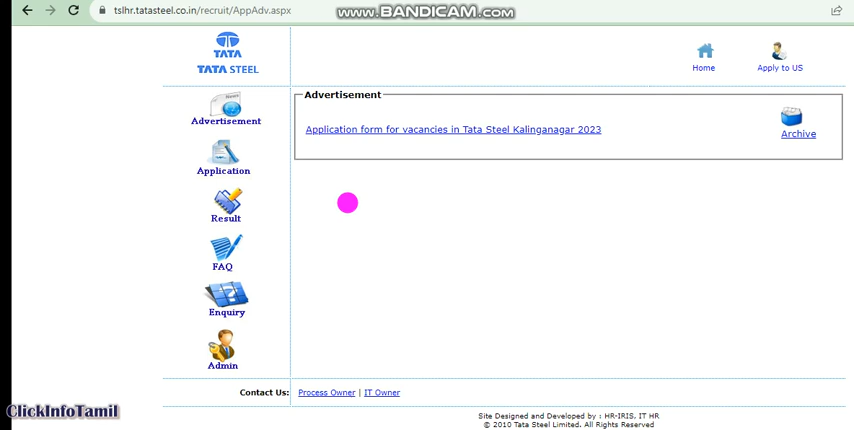 tslhr.tatasteel.co.in/recruit/AppAdv.aspx
www.BANDICAM.com
TATA
TATA STEEL
Home
Apply to US
Advertisement
Application
Result
FAQ
Enquiry
Admin
Advertisement
Application form for vacancies in Tata Steel Kalinganagar 2023
Archive
Contact Us: Process Owner | IT Owner
ClickInfoTamil
Site Designed and Developed by : HR-IRIS, IT HR
© 2010 Tata Steel Limited. All Rights Reserved